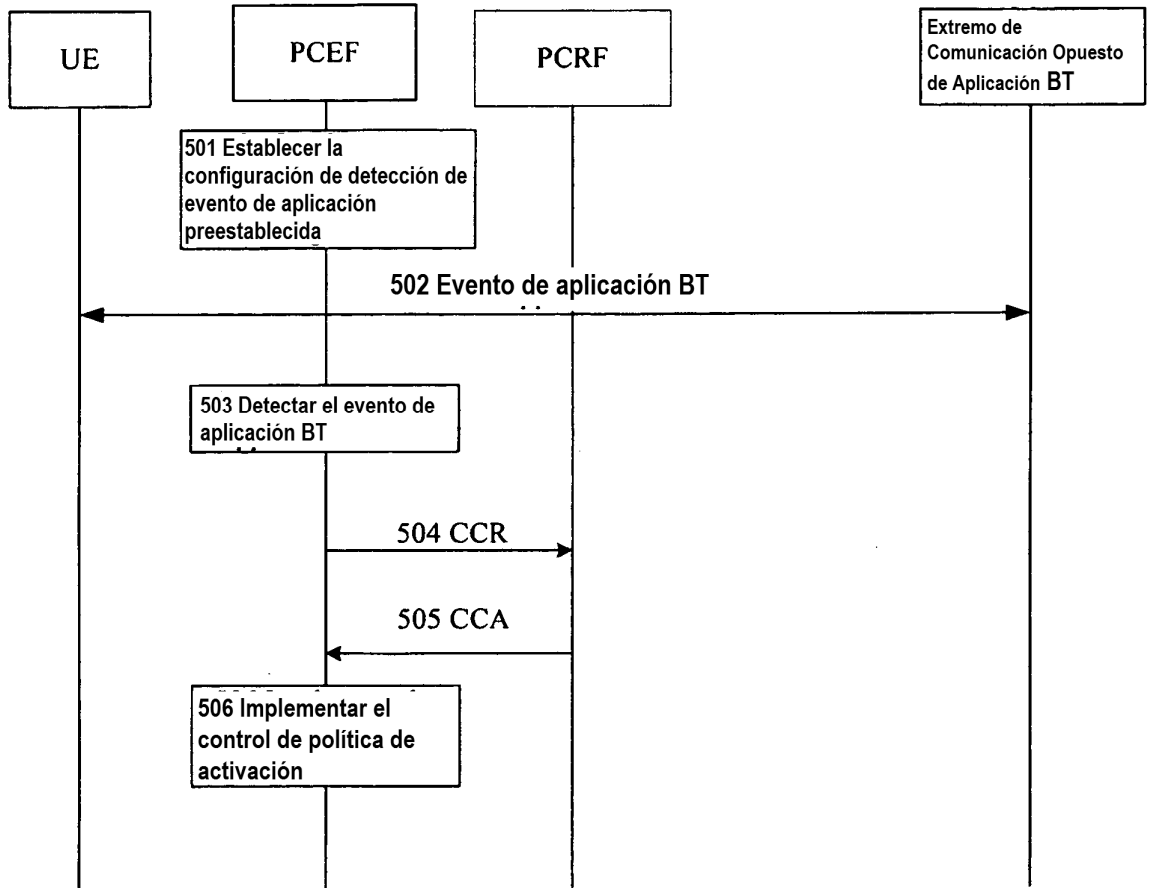 UE
PCEF
PCRF
Extremo de
Comunicación Opuesto
de Aplicación BT
501 Establecer la
configuración de detección de
evento de aplicación
preestablecida
502 Evento de aplicación BT
503 Detectar el evento de
aplicación BT
504 CCR
505 CCA
506 Implementar el
control de política de
activación